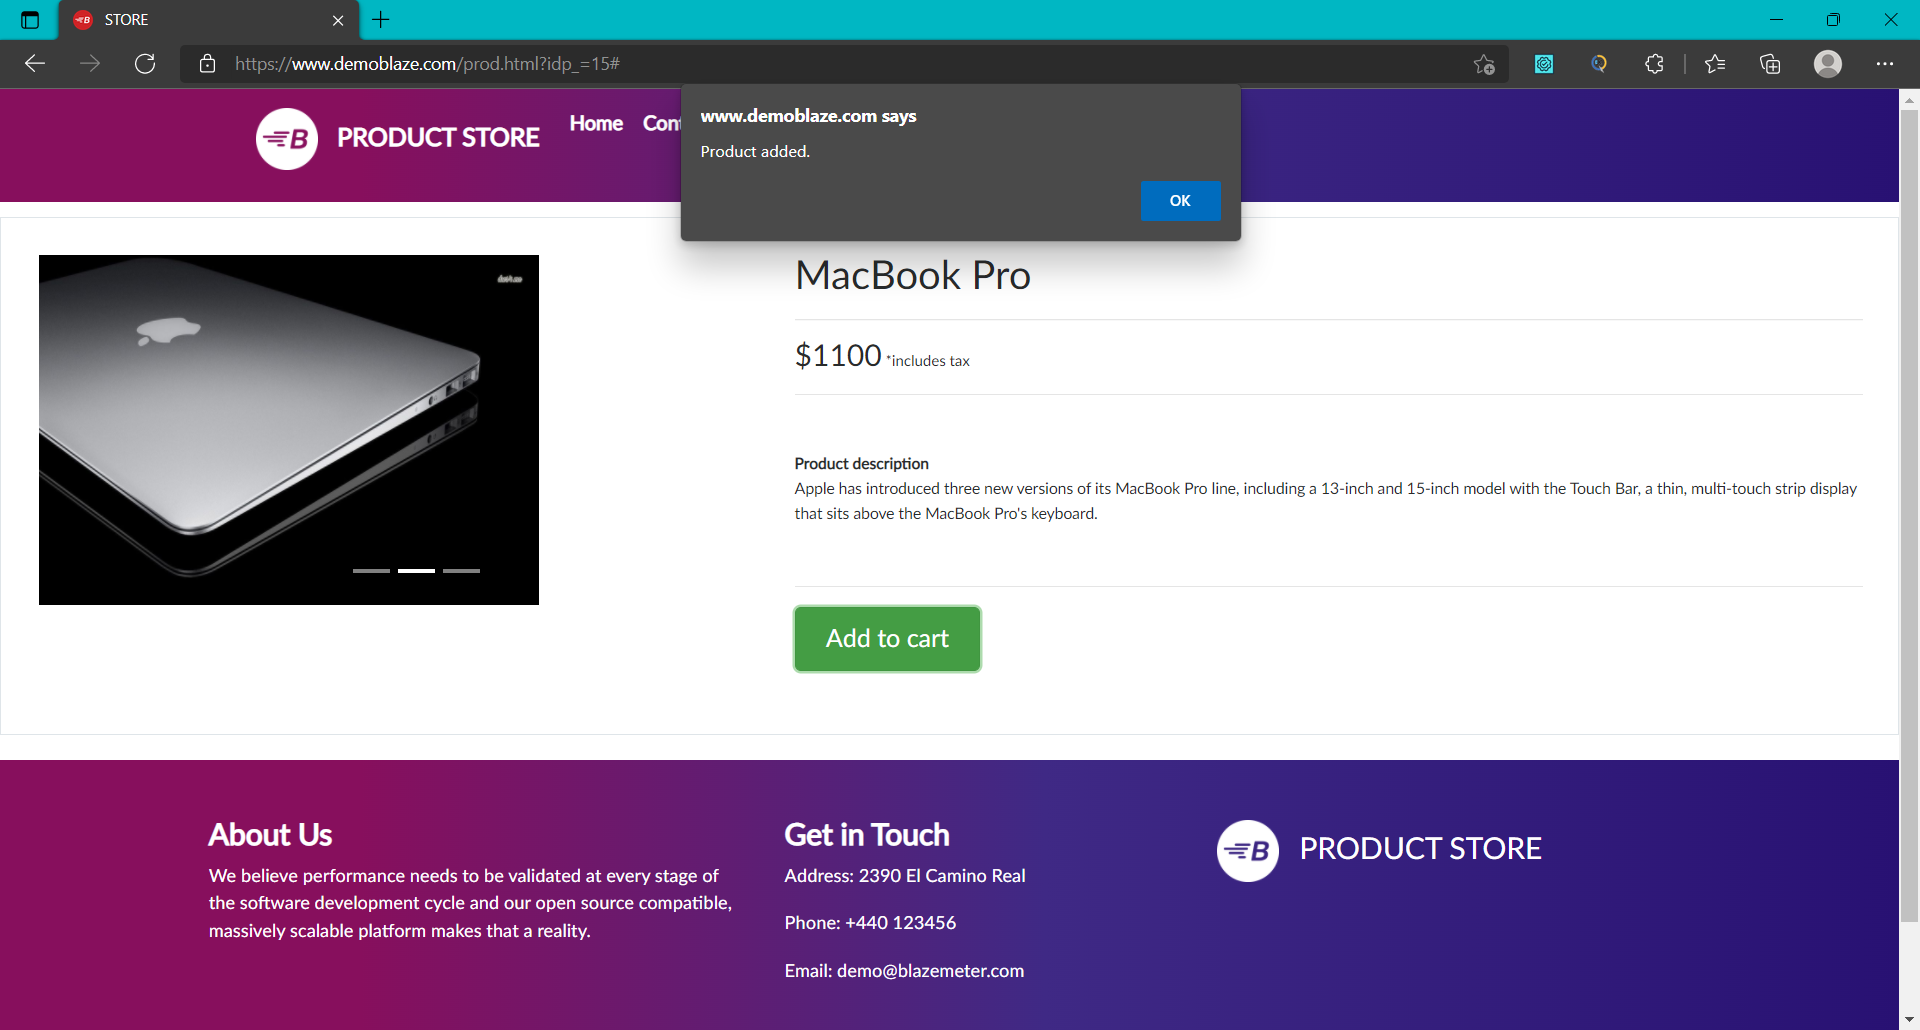 STORE
https://www.demoblaze.com/prod.html?idp_=15#
B PRODUCT STORE Home Cont
www.demoblaze.com says
Product added.
OK
MacBook Pro
$1100 *includes tax
Product description
Apple has introduced three new versions of its MacBook Pro line, including a 13-inch and 15-inch model with the Touch Bar, a thin, multi-touch strip display
that sits above the MacBook Pro's keyboard.
Add to cart
About Us
We believe performance needs to be validated at every stage of
the software development cycle and our open source compatible,
massively scalable platform makes that a reality.
Get in Touch
Address: 2390 El Camino Real
Phone: +440 123456
Email: demo@blazemeter.com
B PRODUCT STORE